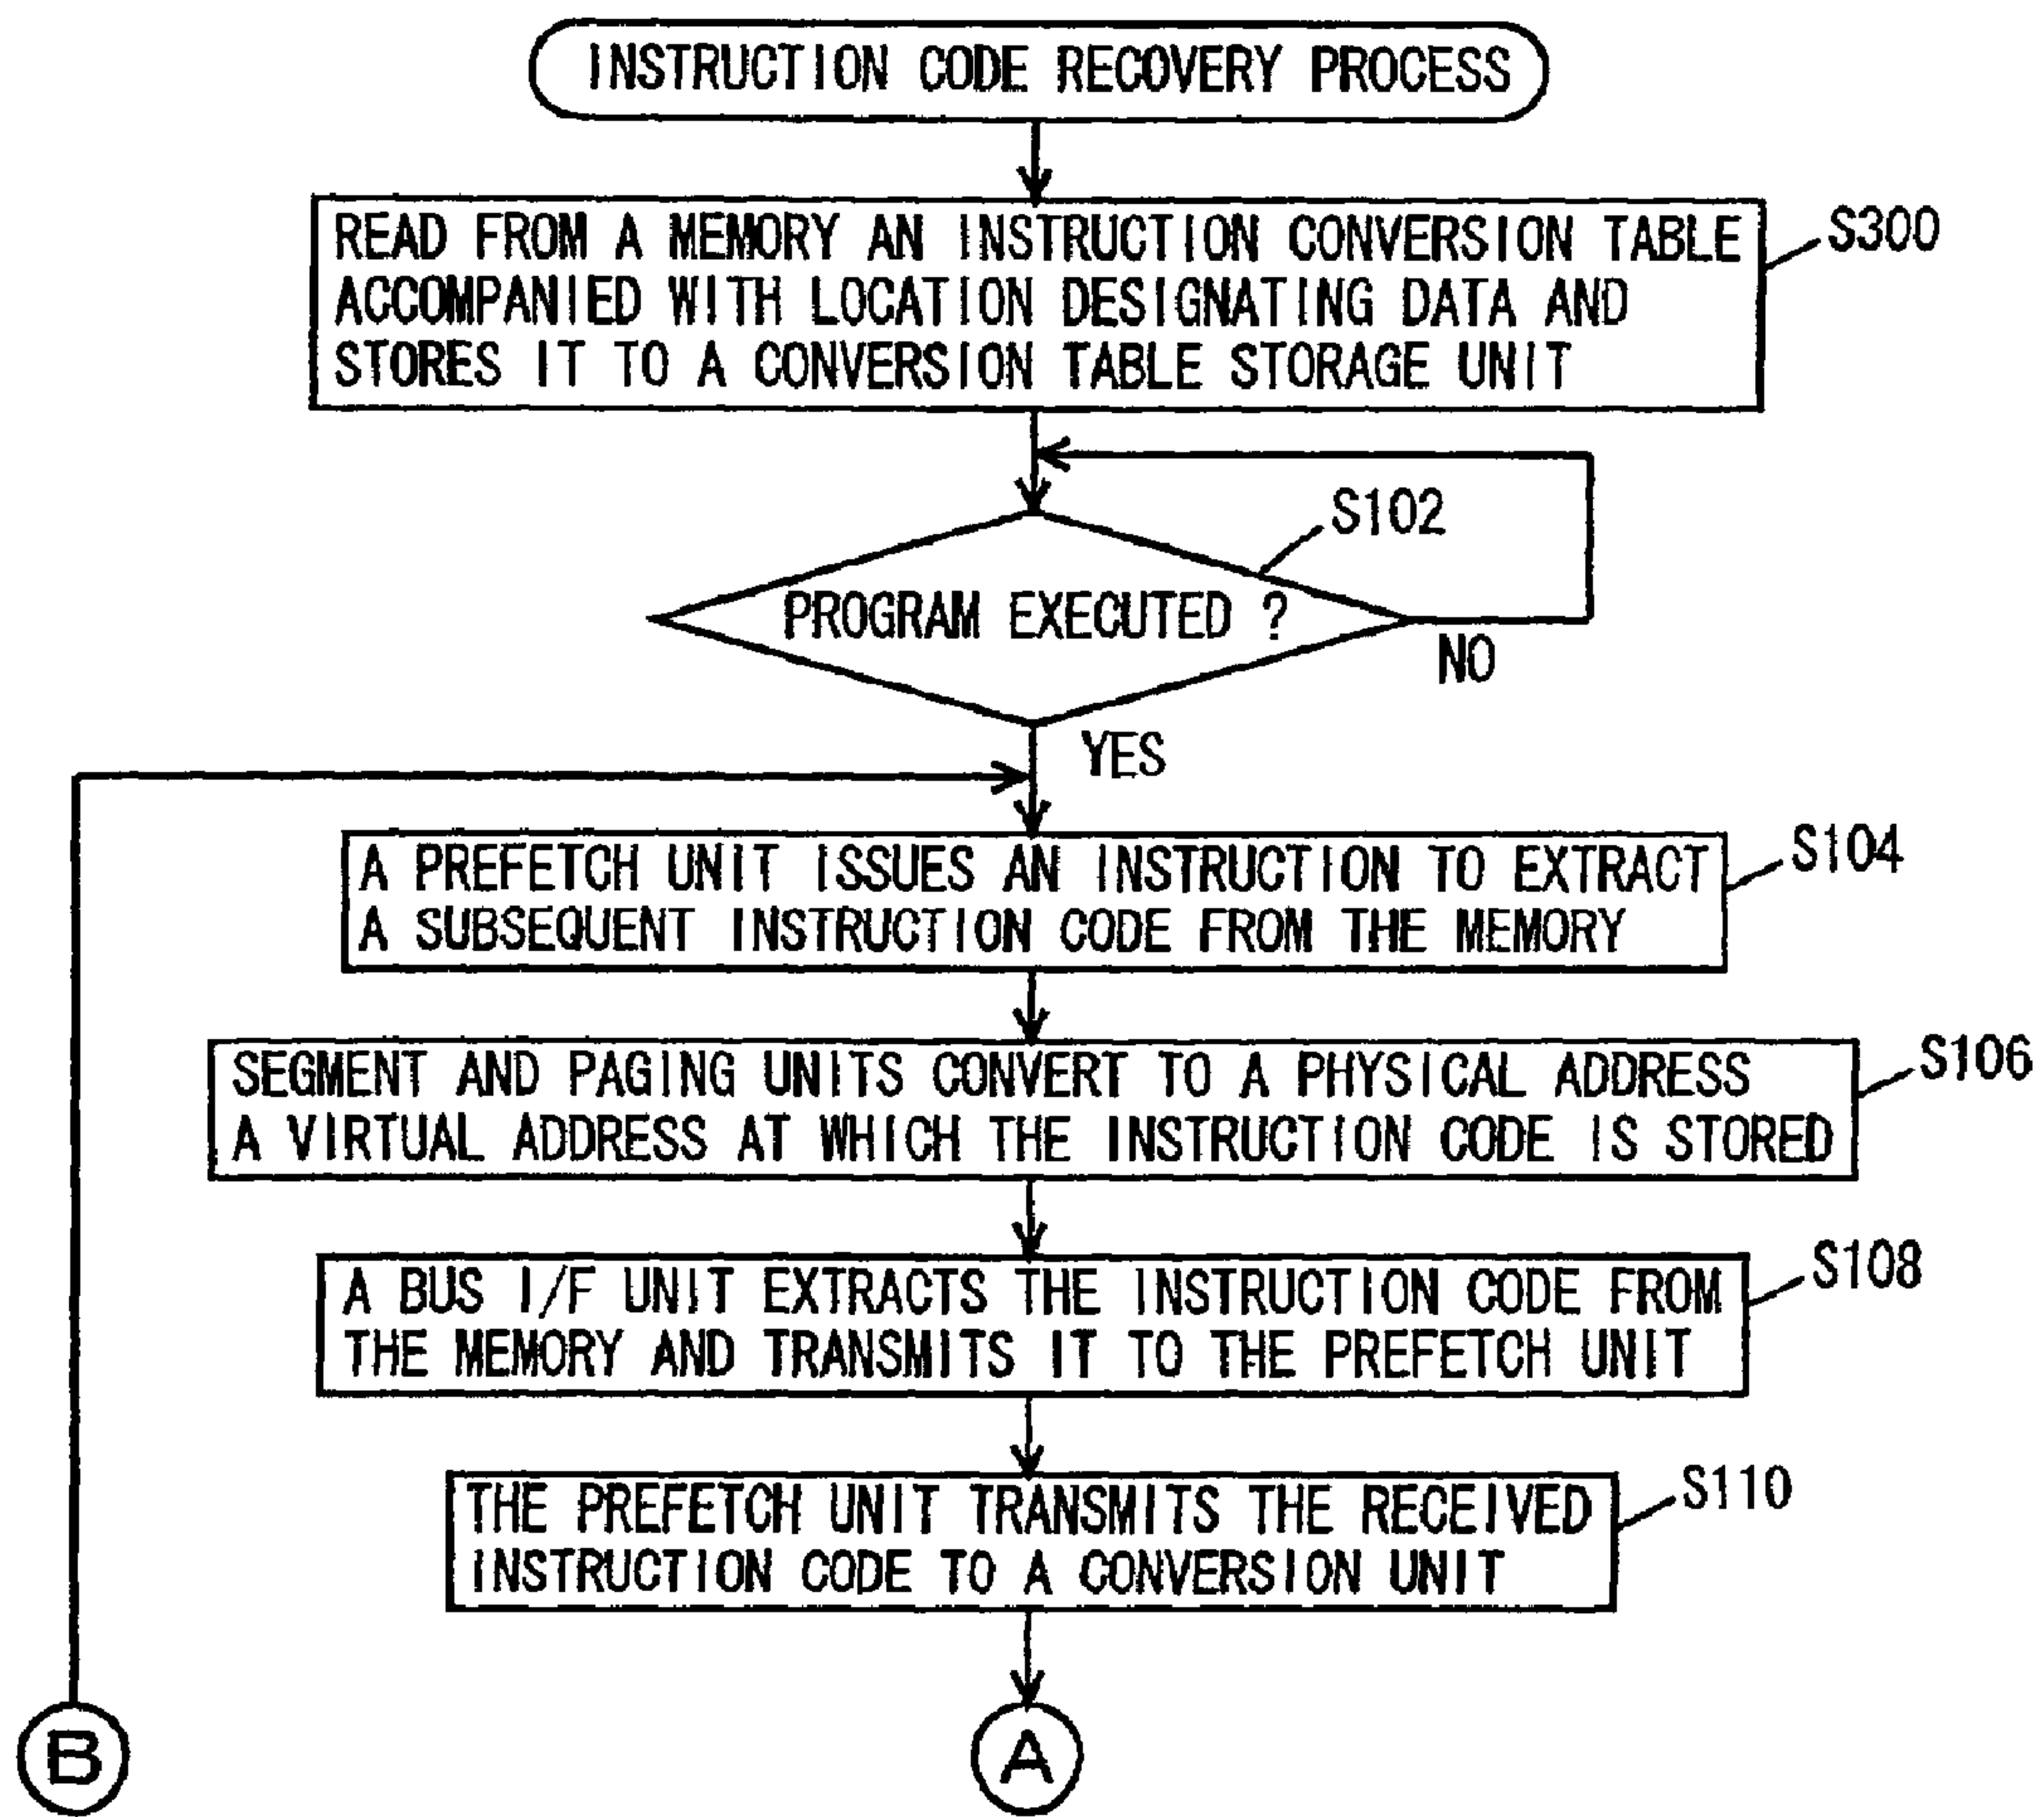 INSTRUCTION CODE RECOVERY PROCESS
READ FROM A MEMORY AN INSTRUCTION CONVERSION TABLE
ACCOMPANIED WITH LOCATION DESIGNATING DATA AND
STORES IT TO A CONVERSION TABLE STORAGE UNIT
S300
S102
PROGRAM EXECUTED ?
NO
YES
A PREFETCH UNIT ISSUES AN INSTRUCTION TO EXTRACT
A SUBSEQUENT INSTRUCTION CODE FROM THE MEMORY
S104
SEGMENT AND PAGING UNITS CONVERT TO A PHYSICAL ADDRESS
A VIRTUAL ADDRESS AT WHICH THE INSTRUCTION CODE IS STORED
S106
A BUS I/F UNIT EXTRACTS THE INSTRUCTION CODE FROM
THE MEMORY AND TRANSMITS IT TO THE PREFETCH UNIT
S108
THE PREFETCH UNIT TRANSMITS THE RECEIVED
INSTRUCTION CODE TO A CONVERSION UNIT
S110
B
A